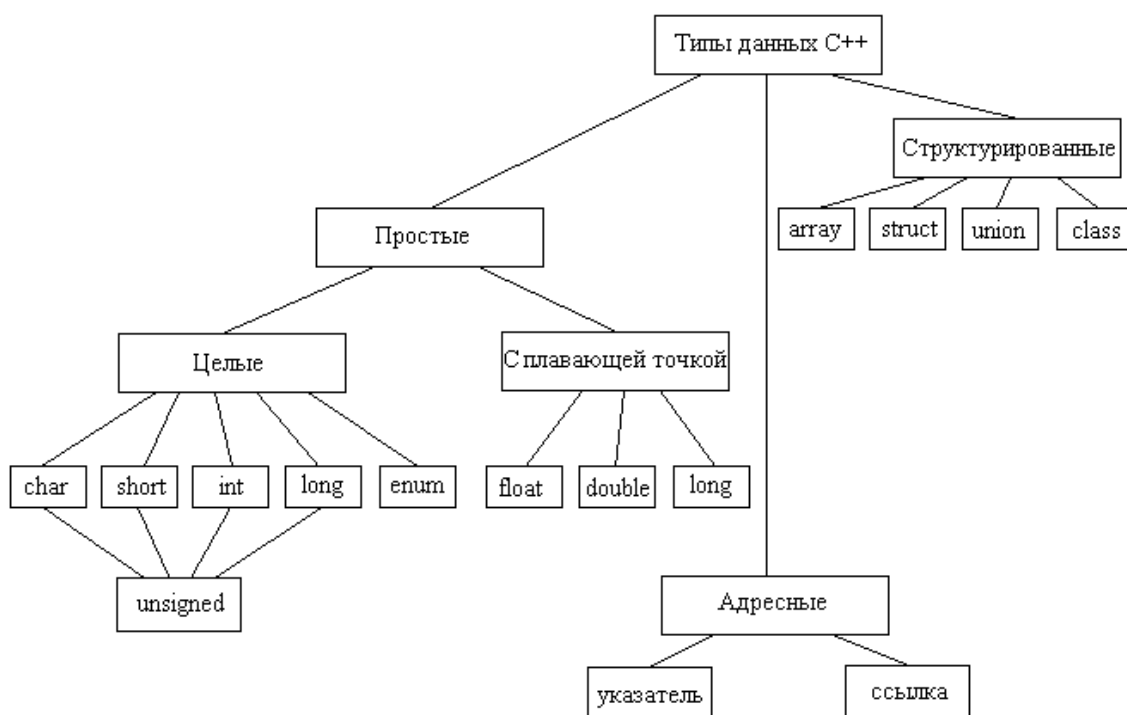 Типы данных С++
Структурированные
array struct union class
Простые
Целые
С плавающей точкой
char short int long enum
float double long
unsigned
Адресные
указатель
ссылка